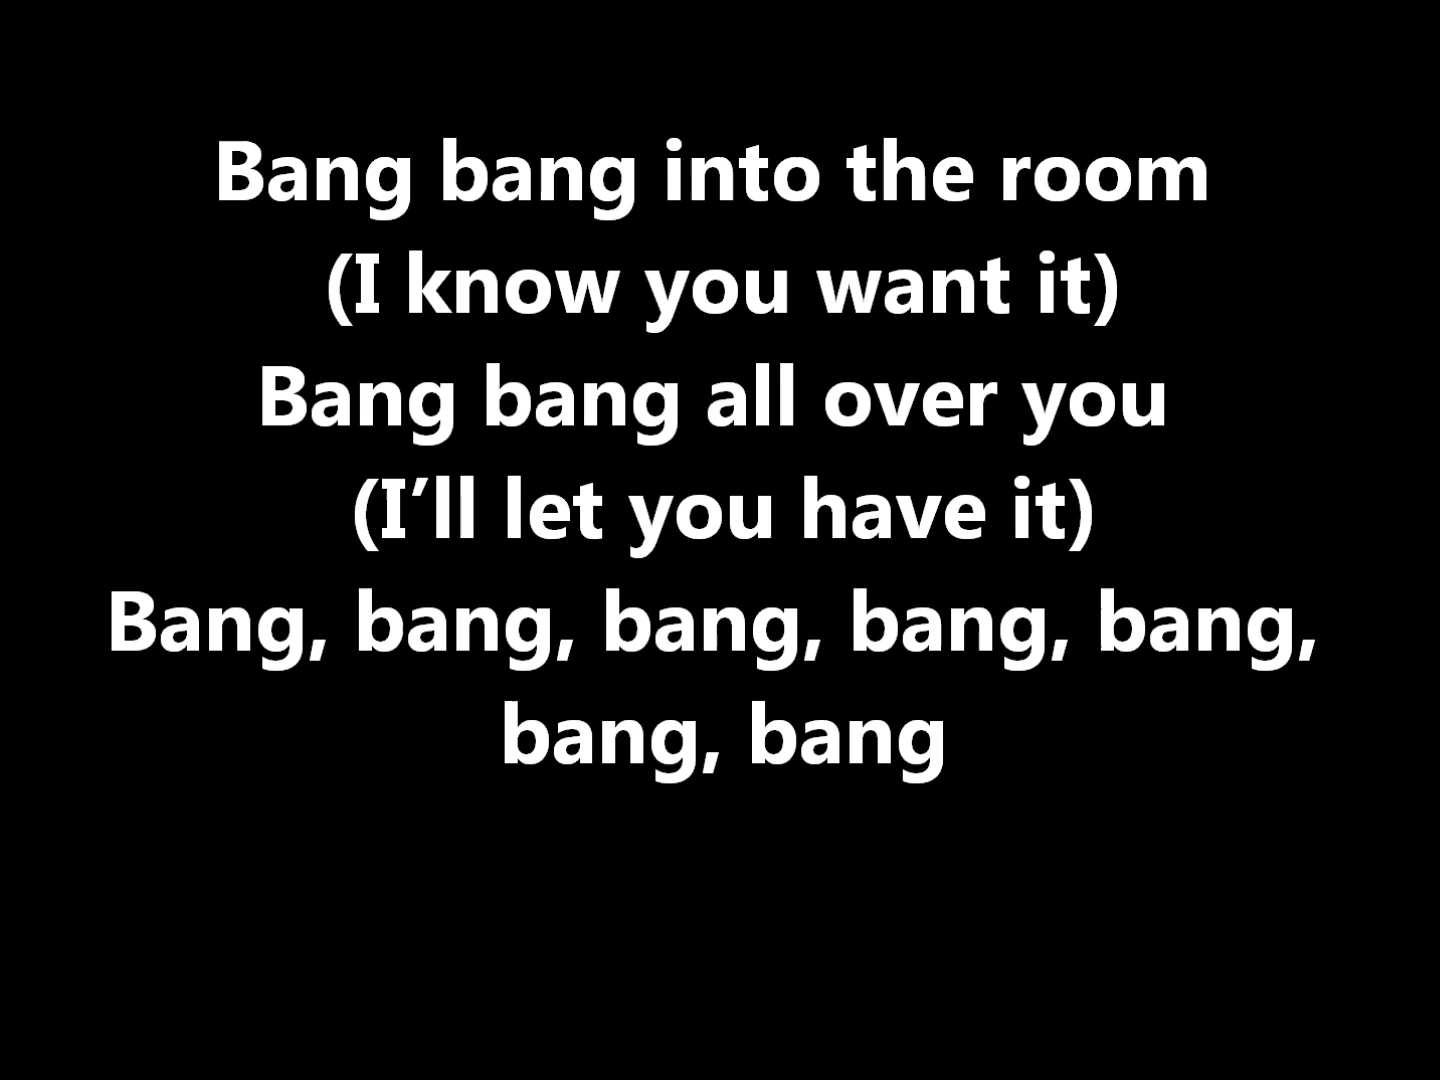 Bang bang into the room
(I know you want it)
Bang bang all over you
(I’ll let you have it)
Bang, bang, bang, bang, bang,
bang, bang